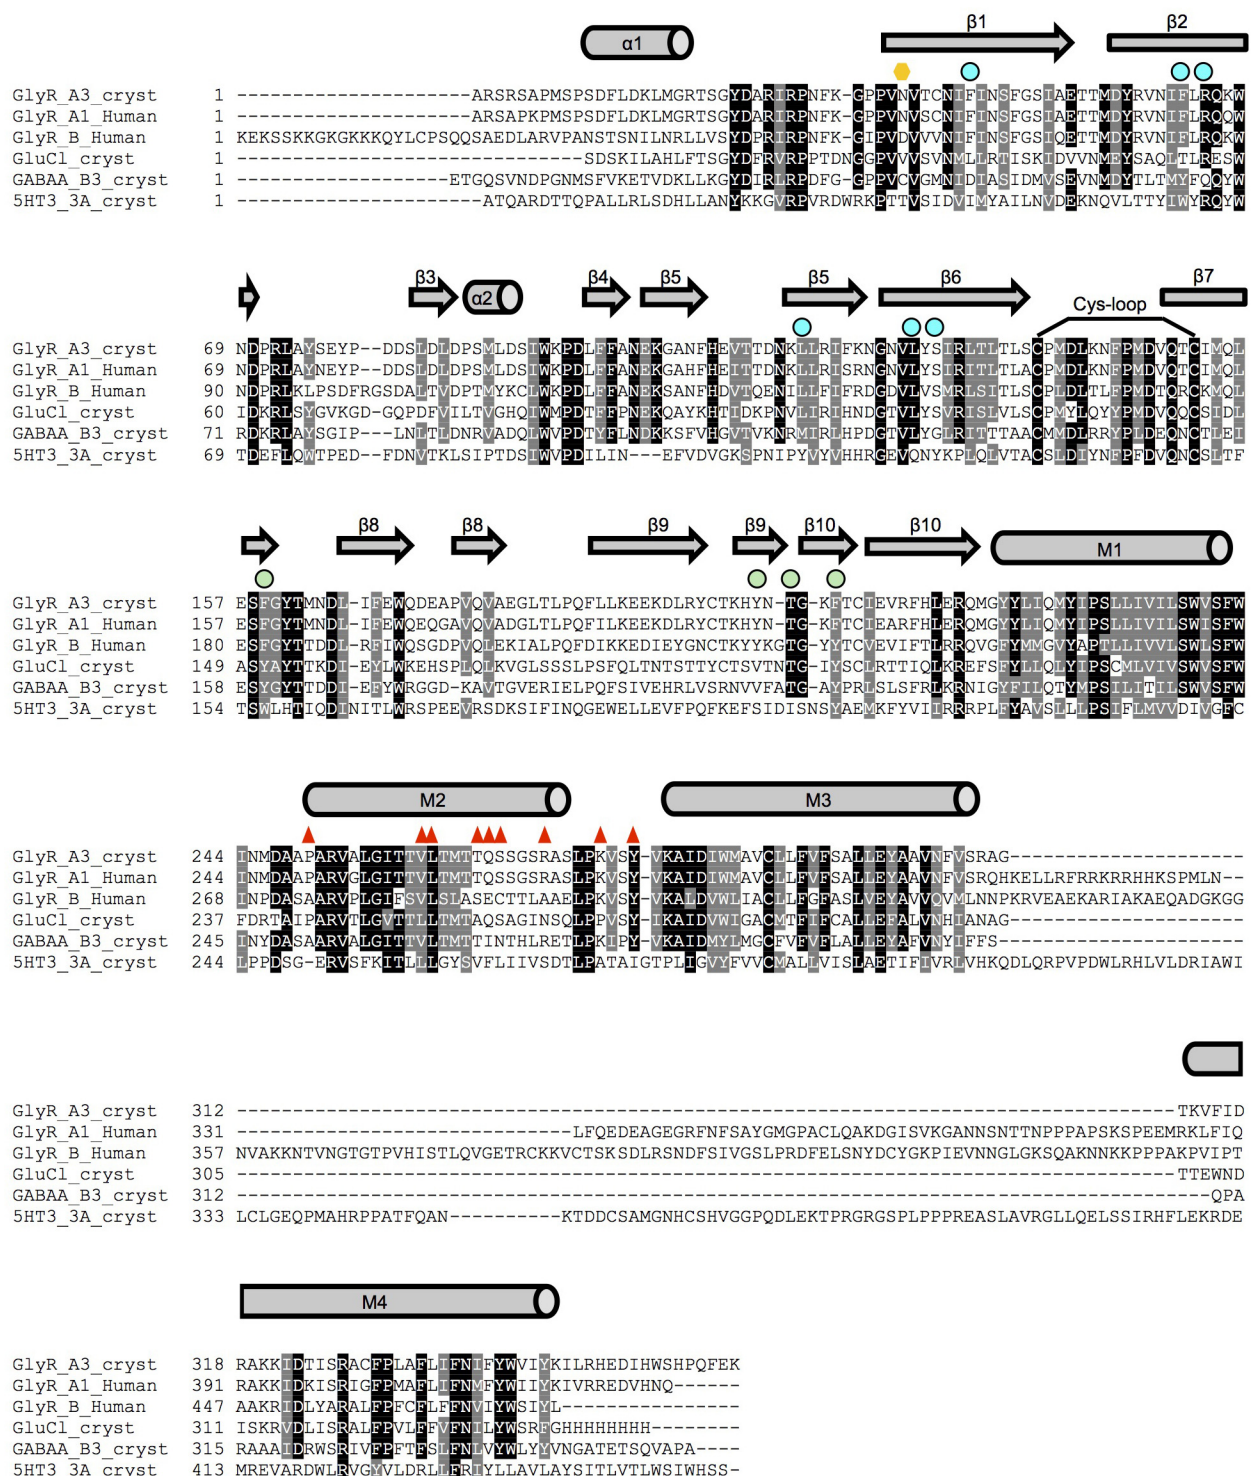 α1 β1 β2
GlyR_A3_cryst 1 ---------------------ARSRSAPMSPSDFLDKLMGRTSGYDARIRPNFK-GPPVNVTCNIFINSFGSIAETTMDYRVNIFLRQKW
GlyR_A1_Human 1 ---------------------ARSAPKPMSPSDFLDKLMGRTSGYDARIRPNFK-GPPVNVSCNIFINSFGSIAETTMDYRVNIFLRQQW
GlyR_B_Human 1 KEKSSKKGKGKKKQYLCPSQQSAEDLARVPANSTSNILNRLLVSYDPRIRPNFK-GIPVDVVVNIFINSFGSIQETTMDYRVNIFLRQKW
GluCl_cryst 1 -------------------------------SDSKILAHLFTSGYDFRVRPPTDNGGPVVVSVNMLLRTISKIDVVNMEYSAQLTLRESW
GABAA_B3_cryst 1 -------------------ETGQSVNDPGNMSFVKETVDKLLKGYDIRLRPDFG-GPPVCVGMNIDIASIDMVSEVNMDYTLTMYFQQYW
5HT3_3A_cryst 1 ----------------------ATQARDTTQPALLRLSDHLLANYKKGVRPVRDWRKPTTVSIDVIMYAILNVDEKNQVLTTYIWYRQYW
β3 α2 β4 β5 β5 β6 Cys-loop β7
GlyR_A3_cryst 69 NDPRLAYSEYP--DDSLDLDPSMLDSIWKPDLFFANEKGANFHEVTTDNKLLRIFKNGNVLYSIRLTLTLSCPMDLKNFPMDVQTCIMQL
GlyR_A1_Human 69 NDPRLAYNEYP--DDSLDLDPSMLDSIWKPDLFFANEKGAHFHEITTDNKLLRISRNGNVLYSIRITLTLACPMDLKNFPMDVQTCIMQL
GlyR_B_Human 90 NDPRLKLPSDFRGSDALTVDPTMYKCLWKPDLFFANEKSANFHDVTQENILLFIFRDGDVLVSMRLSITLSCPLDLTLFPMDTQRCKMQL
GluCl_cryst 60 IDKRLSYGVKGD-GQPDFVILTVGHQIWMPDTFFPNEKQAYKHTIDKPNVLIRIHNDGTVLYSVRISLVLSCPMYLQYYPMDVQQCSIDL
GABAA_B3_cryst 71 RDKRLAYSGIP--LNLTLDNRVADQLWVPDTYFLNDKKSFVHGVTVKNRMIRLHPDGTVLYGLRITTTAACMMDLRRYPLDEQNCTLEI
5HT3_3A_cryst 69 TDEFLQWTPED--FDNVTKLSIPTDSIWVPDILIN---EFVDVGKSPNIPYVYVHHRGEVQNYKPLQLVTACSLDIYNFPFDVQNCSLTF
β8 β8 β9 β9 β10 β10 M1
GlyR_A3_cryst 157 ESFGYTMNDL-IFEWQDEAPVQVAEGLTLPQFLLKEEKDLRYCTKHYN-TG-KFTCIEVRFHLERQMGYYLIQMYIPSLLIVILSWVSFW
GlyR_A1_Human 157 ESFGYTMNDL-IFEWQEQGAVQVADGLTLPQFILKEEKDLRYCTKHYN-TG-KFTCIEARFHLERQMGYYLIQMYIPSLLIVILSWISFW
GlyR_B_Human 180 ESFGYTTDDL-RFIWQSGDPVQLEKIALPQFDIKKEDIEYGNCTKYYKGTG-YYTCVEVIFTLRRQVGFYMMGVYAPTLLIVVLSWLSFW
GluCl_cryst 149 ASYAYTTKDI-EYLWKEHSPLQLKVGLSSSLPSFQLTNTSTTYCTSVTNTG-IYSCLRTTIQLKREFSFYLLQLYIPSCMLVIVSWVSFW
GABAA_B3_cryst 158 ESYGYTTDDI-EFYWRGGD-KAVTGVERIELPQFSIVEHRLVSRNVVFATG-AYPRLSLSFRLKRNIGYFILQTYMPSILITILSWVSFW
5HT3_3A_cryst 154 TSWLHTIQDINITLWRSPEEVRSDKSIFINQGEWELLEVFPQFKEFSIDISNSYAEMKFYVIIRRRPLFYAVSLLLPSIFLMVVDIVGFC
M2 M3
GlyR_A3_cryst 244 INMDAAPARVALGITTVLTMTTQSSGSRASLPKVSY-VKAIDIWMAVCLLFVFSALLEYAAVNFVSRAG---------------------
GlyR_A1_Human 244 INMDAAPARVGLGITTVLTMTTQSSGSRASLPKVSY-VKAIDIWMAVCLLFVFSALLEYAAVNFVSRQHKELLRFRRKRRHHKSPMLN--
GlyR_B_Human 268 INPDASAARVPLGIFSVLSLASECTTLAAELPKVSY-VKALDVWLIACLLFGFASLVEYAVVQVMLNNPKRVEAEKARIAKAEQADGKGG
GluCl_cryst 237 FDRTAIPARVTLGVTTLLTMTAQSAGINSQLPPVSY-IKAIDVWIGACMTFIFCALLEFALVNHIANAG---------------------
GABAA_B3_cryst 245 INYDASAARVALGITTVLTMTTINTHLRETLPKIPY-VKAIDMYLMGCFVFVFLALLEYAFVNYIFFS----------------------
5HT3_3A_cryst 244 LPPDSG-ERVSFKITLLLGYSVFLIIVSDTLPATAIGTPLIGVYFVVCMALLVISLAETIFIVRLVHKQDLQRPVPDWLRHLVLDRIAWI
GlyR_A3_cryst 312 ------------------------------------------------------------------------------------TKVFID
GlyR_A1_Human 331 ------------------------------LFQEDEAGEGRFNFSAYGMGPACLQAKDGISVKGANNSNTTNPPPAPSKSPEEMRKLFIQ
GlyR_B_Human 357 NVAKKNTVNGTGTPVHISTLQVGETRCKKVCTSKSDLRSNDFSIVGSLPRDFELSNYDCYGKPIEVNNGLGKSQAKNNKKPPPAKPVIPT
GluCl_cryst 305 ------------------------------------------------------------------------------------TTEWND
GABAA_B3_cryst 312 ---------------------------------------------------------------------------------------QPA
5HT3_3A_cryst 333 LCLGEQPMAHRPPATFQAN----------KTDDCSAMGNHCSHVGGPQDLEKTPRGRGSPLPPPREASLAVRGLLQELSSIRHFLEKRDE
M4
GlyR_A3_cryst 318 RAKKIDTISRACFPLAFLIFNIFYWVIYKILRHEDIHWSHPQFEK
GlyR_A1_Human 391 RAKKIDKISRIGFPMAFLIFNMFYWIIYKIVRREDVHNQ------
GlyR_B_Human 447 AAKRIDLYARALFPFCFLFFNVIYWSIYL----------------
GluCl_cryst 311 ISKRVDLISRALFPVLFFVFNILYWSRFGHHHHHHHH--------
GABAA_B3_cryst 315 RAAAIDRWSRIVFPFTFSLFNLVYWLYYVNGATETSQVAPA----
5HT3_3A_cryst 413 MREVARDWLRVGYVLDRLLFRIYLLAVLAYSITLVTLWSIWHSS-